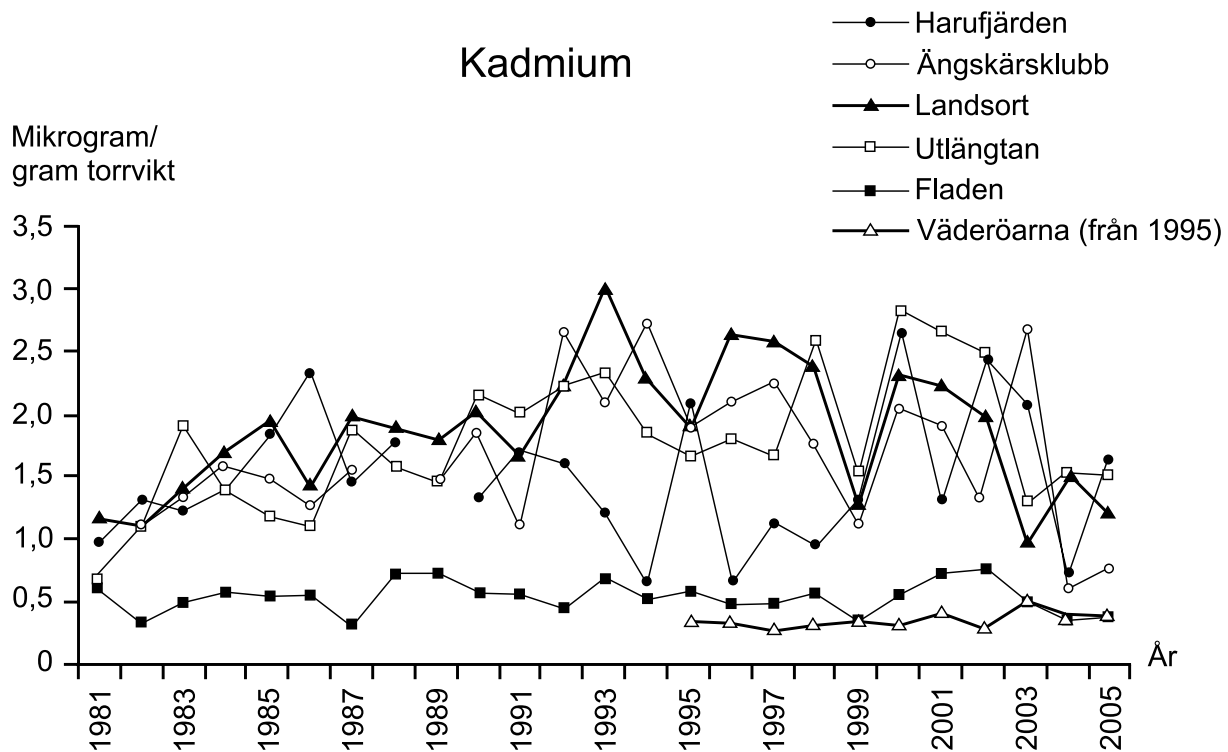 Kadmium
Harufjärden
Ängskärsklubb
Landsort
Utlängtan
Fladen
Väderöarna (från 1995)
Mikrogram/
gram torrvikt
3,5
3,0
2,5
2,0
1,5
1,0
0,5
0
År
1981
1983
1985
1987
1989
1991
1993
1995
1997
1999
2001
2003
2005